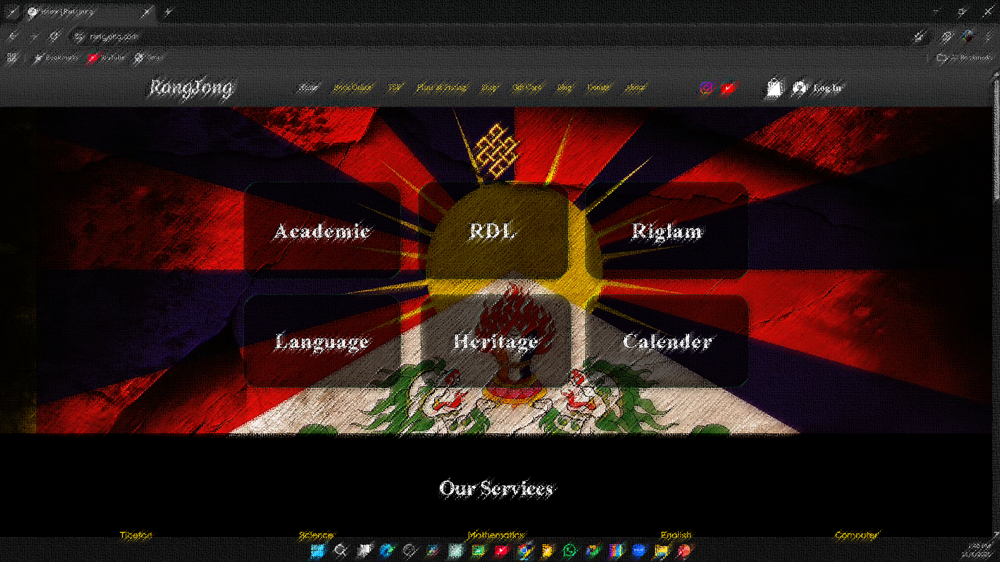 Home | Rangjong
rangjong.com
Bookmarks YouTube Gmail All Bookmarks
RangJong Home Book Online TSP Plans & Pricing Shop Gift Card Blog Donate About Log In
Academic RDL Riglam
Language Heritage Calender
Our Services
Tibetan Science Mathematics English Computer
7:40 PM